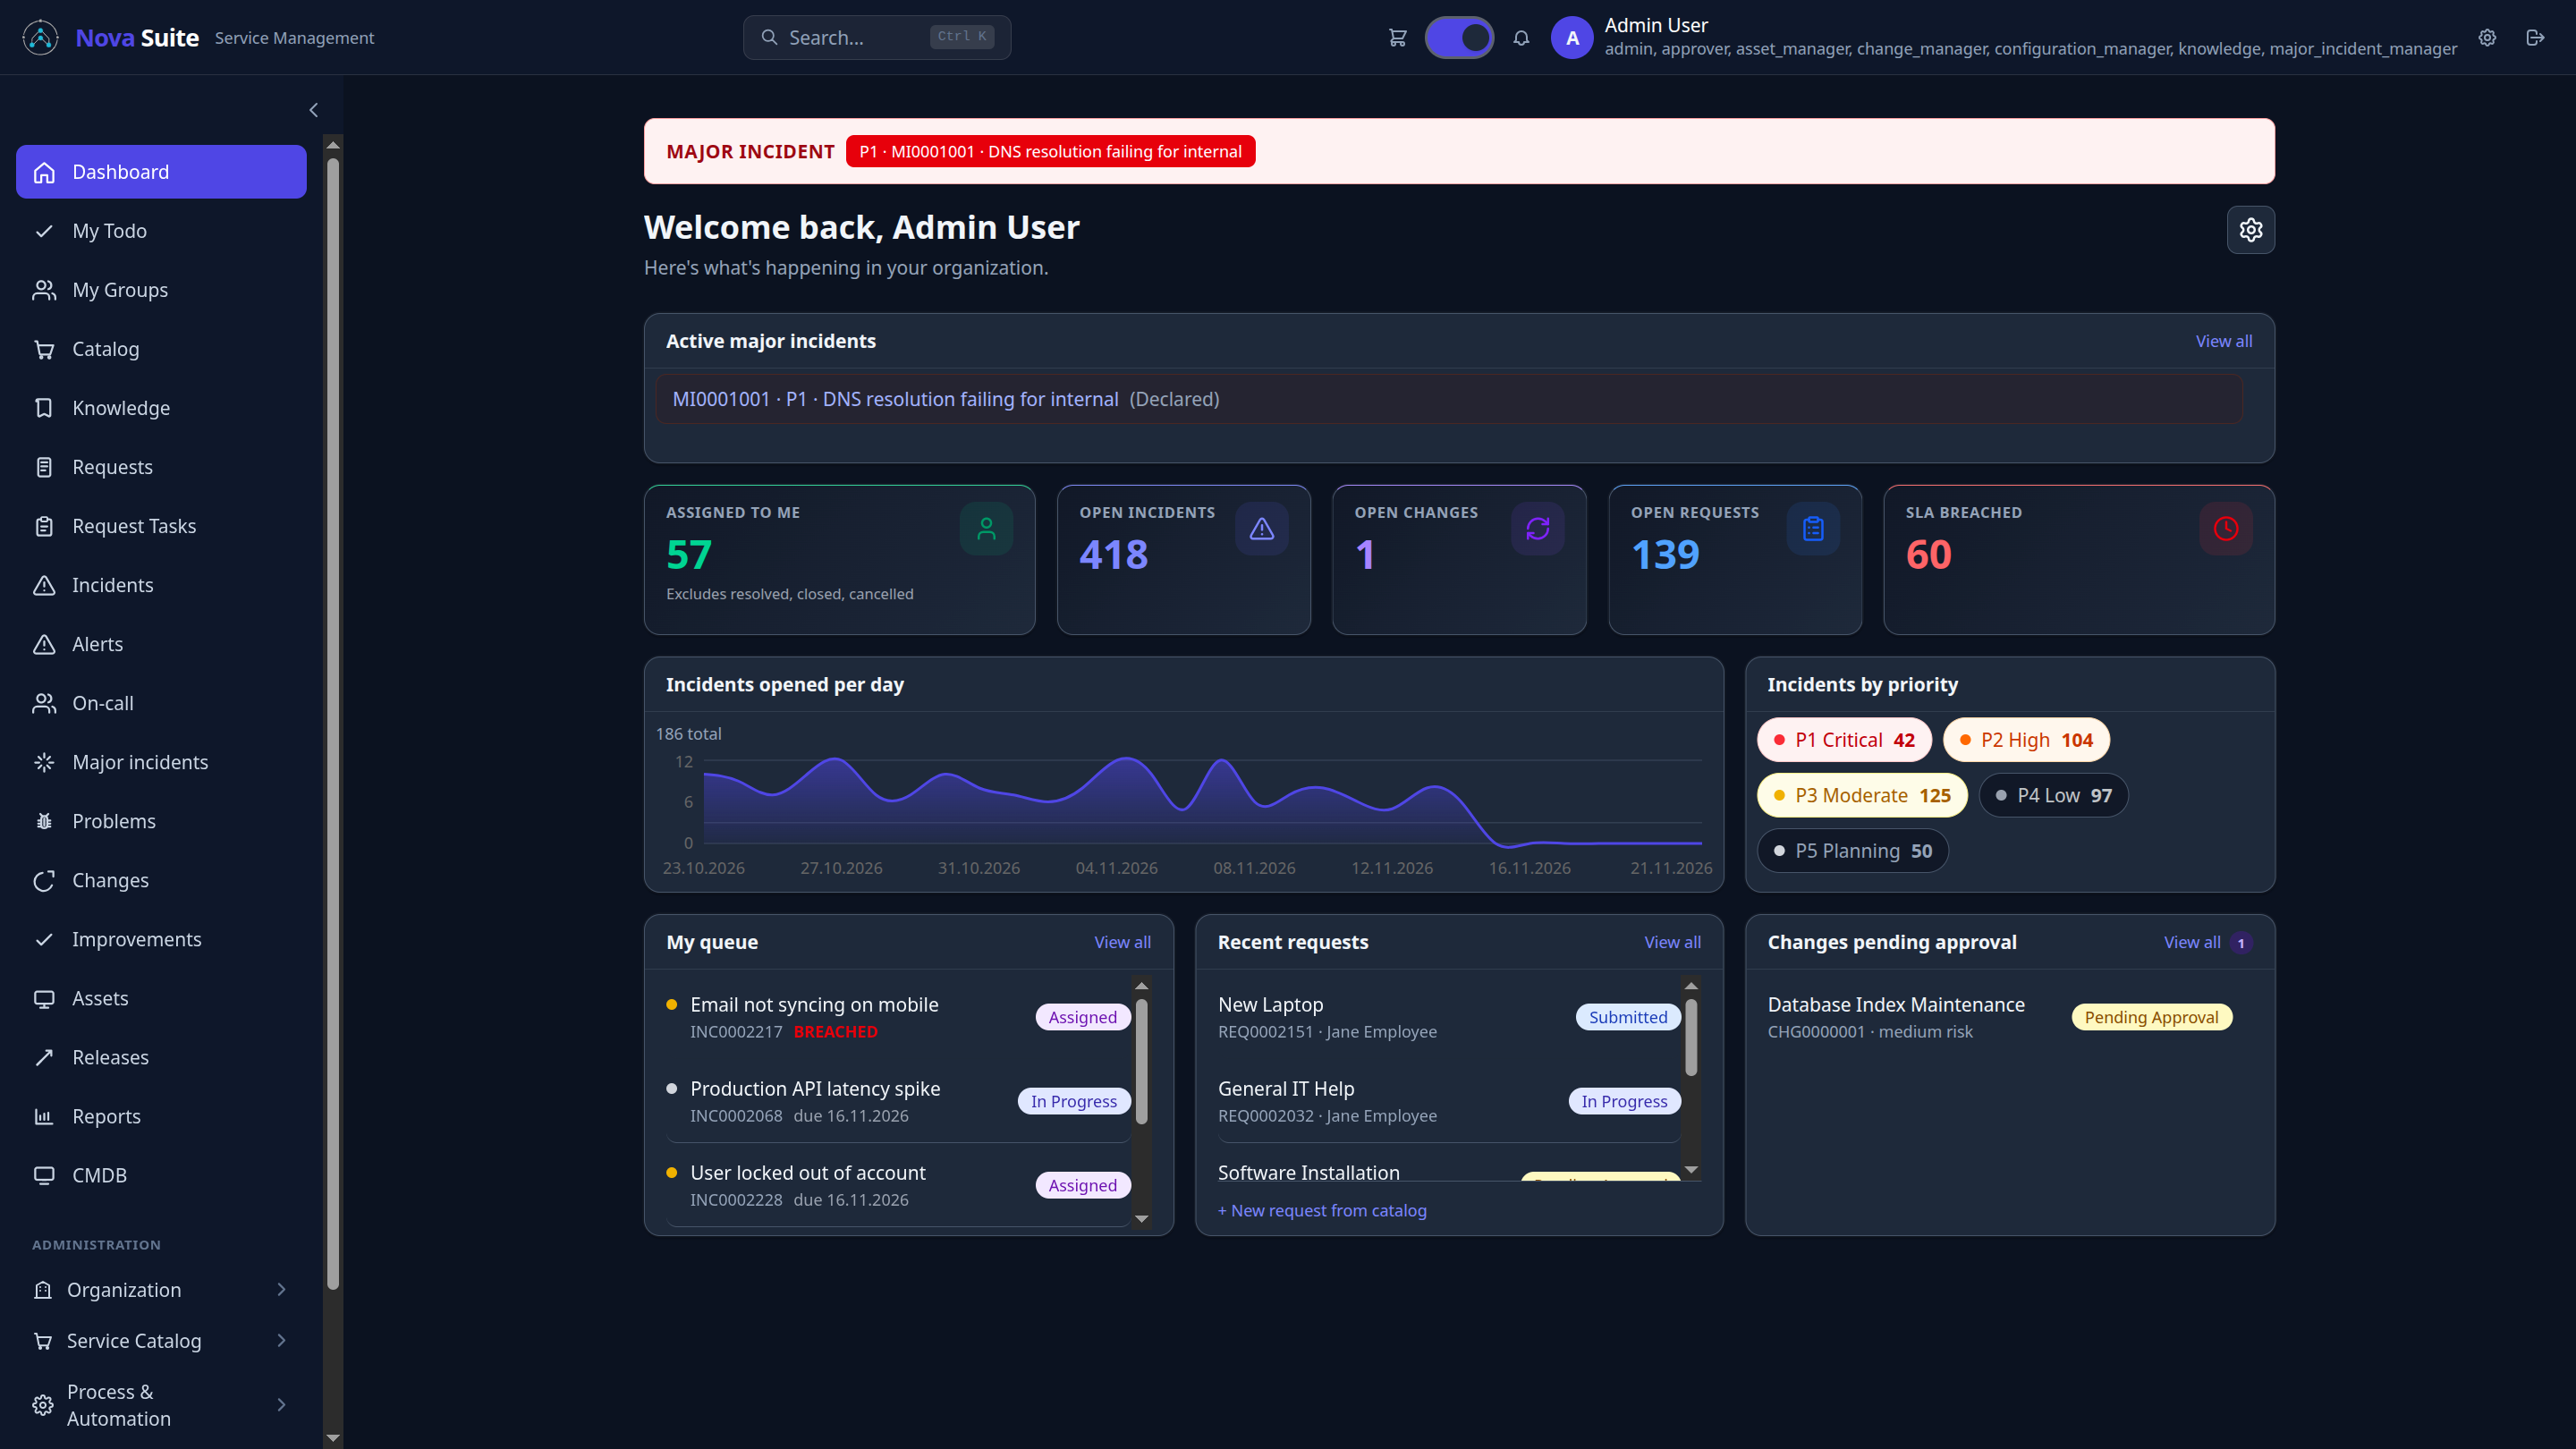 Nova Suite Service Management
Search...
Ctrl K
A
Admin User
admin, approver, asset_manager, change_manager, configuration_manager, knowledge, major_incident_manager
Dashboard
My Todo
My Groups
Catalog
Knowledge
Requests
Request Tasks
Incidents
Alerts
On-call
Major incidents
Problems
Changes
Improvements
Assets
Releases
Reports
CMDB
ADMINISTRATION
Organization
Service Catalog
Process &
Automation
MAJOR INCIDENT
P1 · MI0001001 · DNS resolution failing for internal
Welcome back, Admin User
Here's what's happening in your organization.
Active major incidents
View all
MI0001001 · P1 · DNS resolution failing for internal (Declared)
ASSIGNED TO ME
57
Excludes resolved, closed, cancelled
OPEN INCIDENTS
418
OPEN CHANGES
1
OPEN REQUESTS
139
SLA BREACHED
60
Incidents opened per day
186 total
12
6
0
23.10.2026 27.10.2026 31.10.2026 04.11.2026 08.11.2026 12.11.2026 16.11.2026 21.11.2026
Incidents by priority
P1 Critical 42
P2 High 104
P3 Moderate 125
P4 Low 97
P5 Planning 50
My queue
View all
Email not syncing on mobile
INC0002217 BREACHED
Assigned
Production API latency spike
INC0002068 due 16.11.2026
In Progress
User locked out of account
INC0002228 due 16.11.2026
Assigned
Recent requests
View all
New Laptop
REQ0002151 · Jane Employee
Submitted
General IT Help
REQ0002032 · Jane Employee
In Progress
Software Installation
+ New request from catalog
Changes pending approval
View all 1
Database Index Maintenance
CHG0000001 · medium risk
Pending Approval